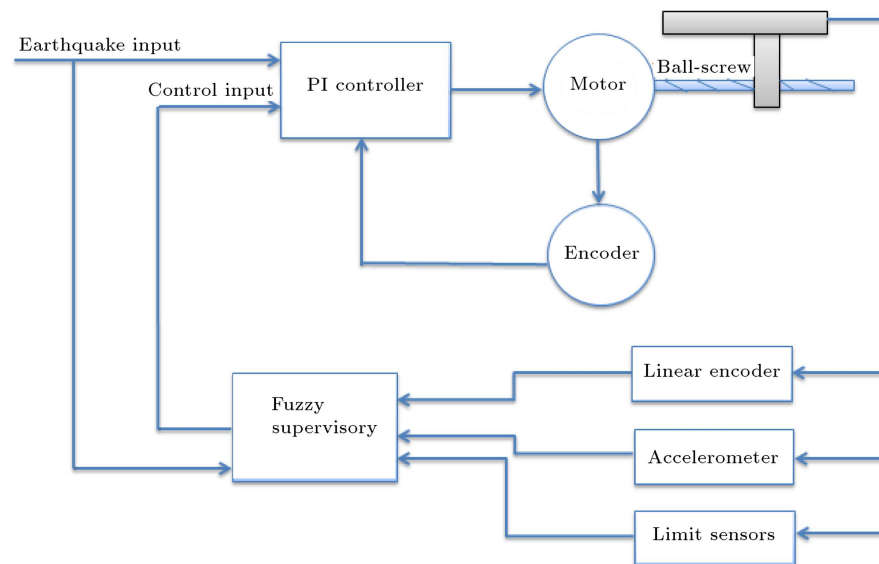 Earthquake input
Control input
PI controller
Motor
Ball-screw
Encoder
Fuzzy
supervisory
Linear encoder
Accelerometer
Limit sensors